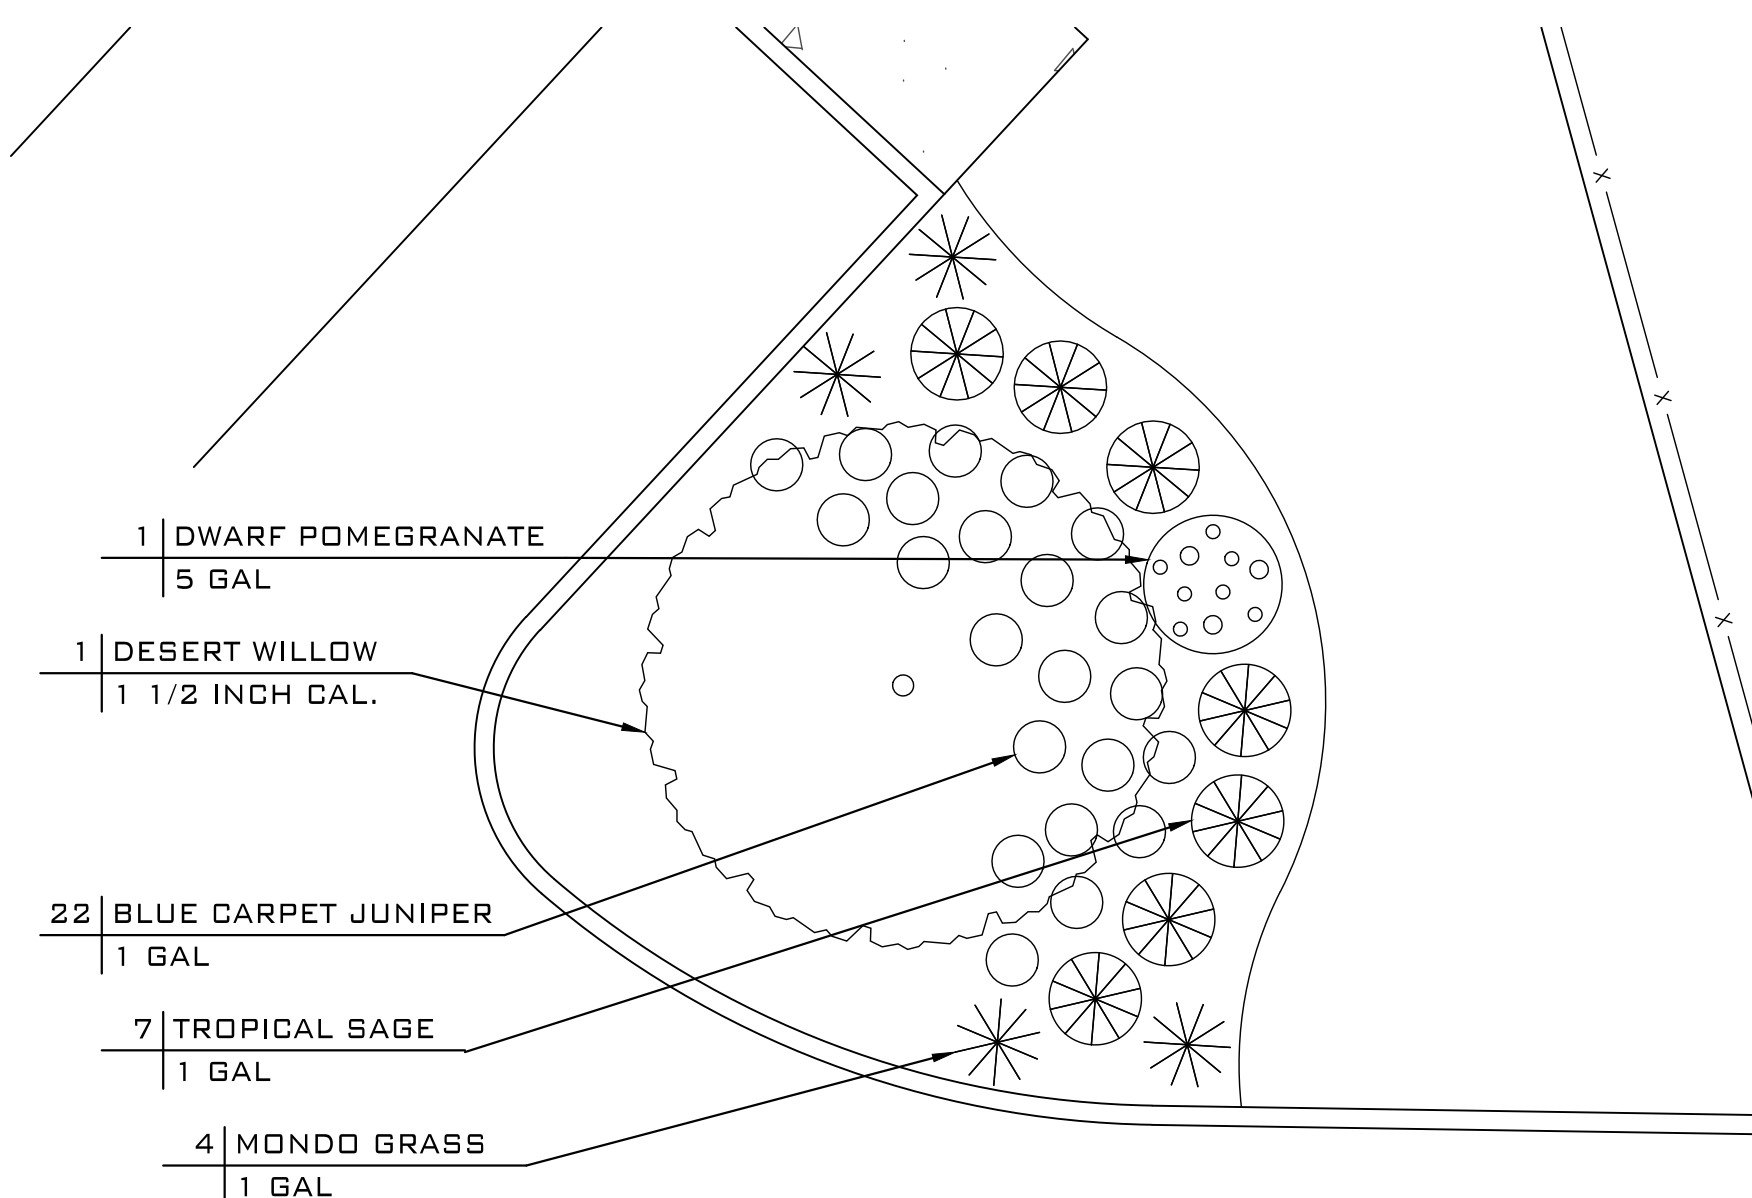 1 DWARF POMEGRANATE
5 GAL
1 DESERT WILLOW
1 1/2 INCH CAL.
22 BLUE CARPET JUNIPER
1 GAL
7 TROPICAL SAGE
1 GAL
4 MONDO GRASS
1 GAL
X
X
X